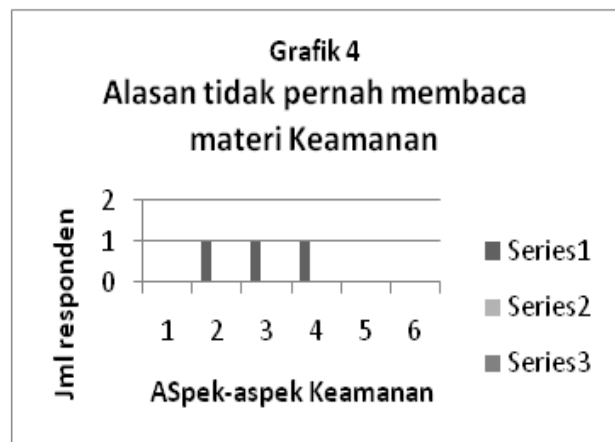 Grafik 4
Alasan tidak pernah membaca
materi Keamanan
Jml responden
2
1
0
1 2 3 4 5 6
ASpek-aspek Keamanan
Series1
Series2
Series3